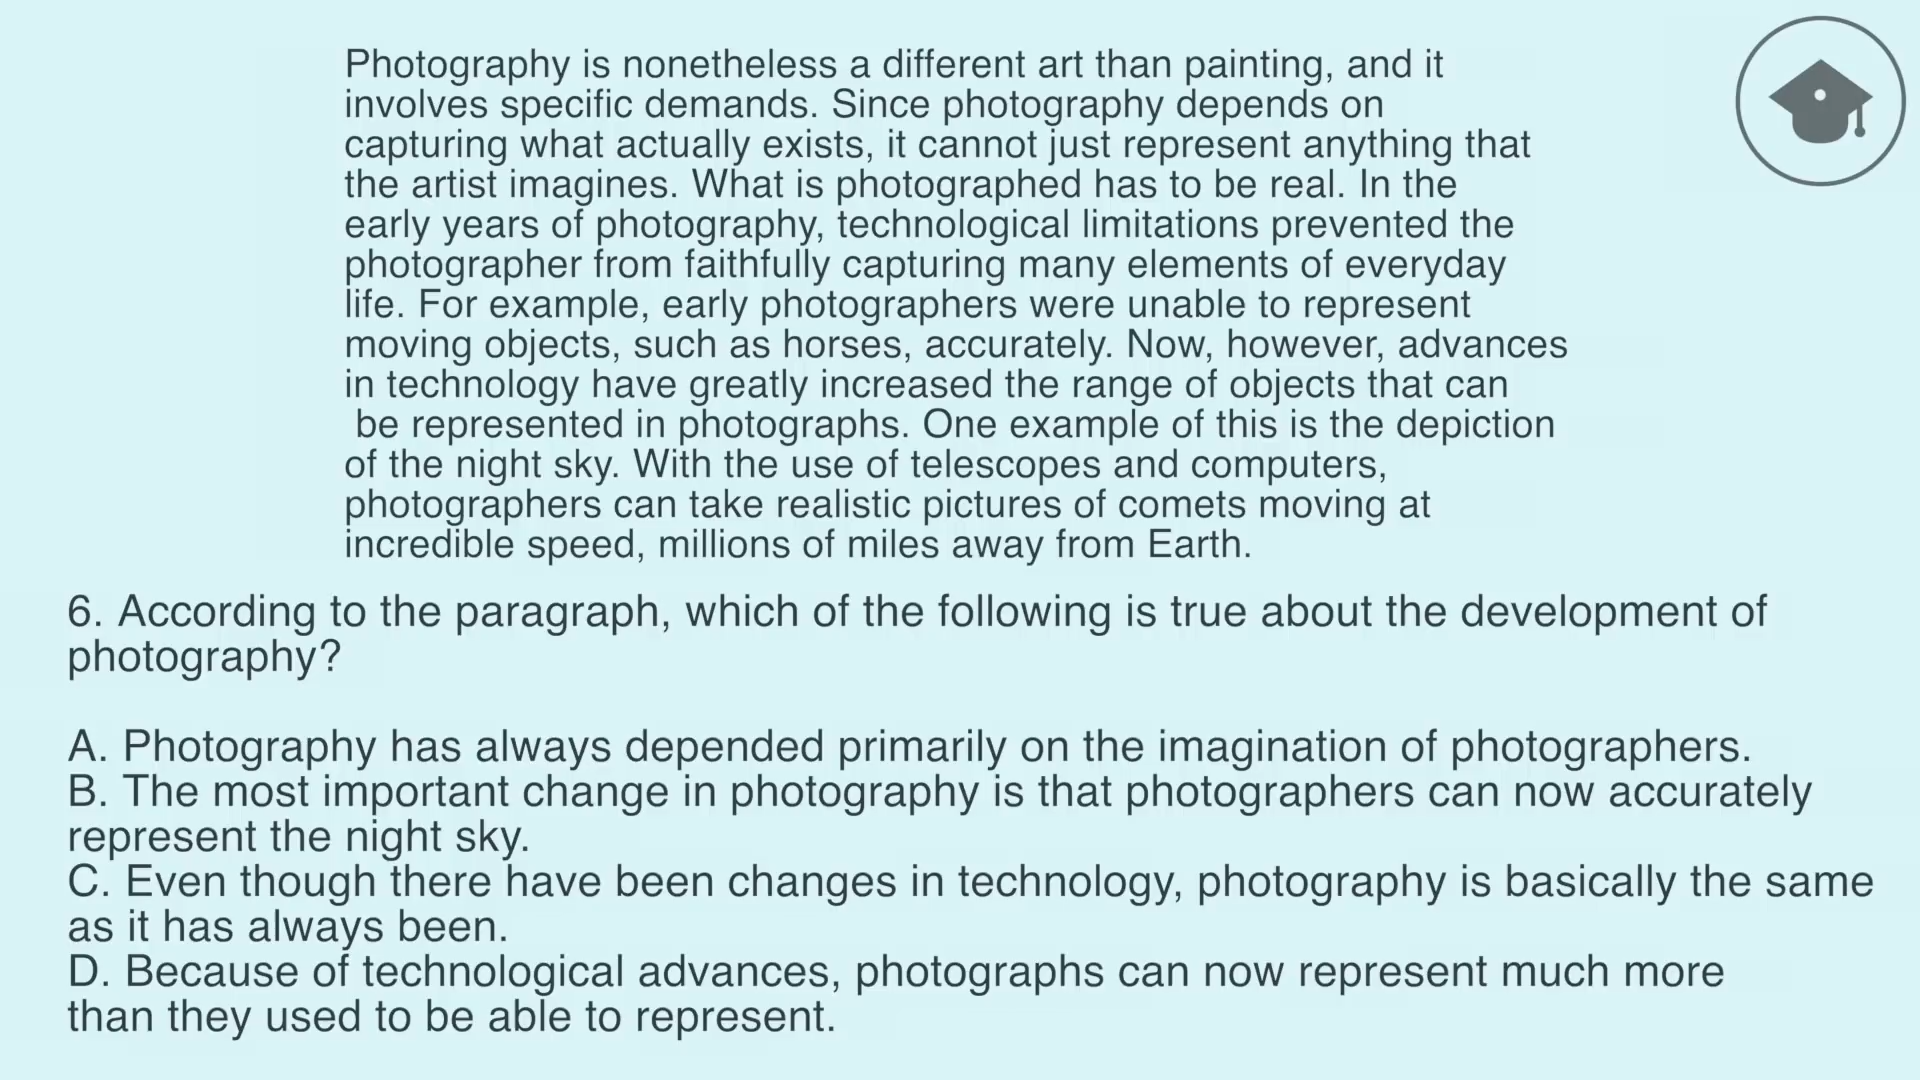 Photography is nonetheless a different art than painting, and it
involves specific demands. Since photography depends on
capturing what actually exists, it cannot just represent anything that
the artist imagines. What is photographed has to be real. In the
early years of photography, technological limitations prevented the
photographer from faithfully capturing many elements of everyday
life. For example, early photographers were unable to represent
moving objects, such as horses, accurately. Now, however, advances
in technology have greatly increased the range of objects that can
be represented in photographs. One example of this is the depiction
of the night sky. With the use of telescopes and computers,
photographers can take realistic pictures of comets moving at
incredible speed, millions of miles away from Earth.
6. According to the paragraph, which of the following is true about the development of
photography?
A. Photography has always depended primarily on the imagination of photographers.
B. The most important change in photography is that photographers can now accurately
represent the night sky.
C. Even though there have been changes in technology, photography is basically the same
as it has always been.
D. Because of technological advances, photographs can now represent much more
than they used to be able to represent.